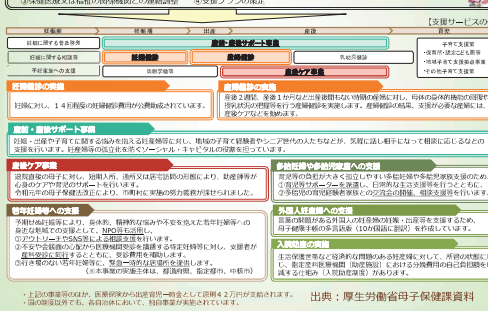 ③保健医療又は福祉の関係機関との連絡調整 ④支援プランの策定
【支援サービスの
妊娠前 妊娠期 出産 産後 育児
妊娠に関する普及啓発
産前・産後サポート事業
妊娠に関する相談等
妊婦健診
産婦健診
乳幼児健診
不妊相談への支援
両親学級等
産後ケア事業
子育て支援策
・保育所・認定こども園等
・地域子育て支援拠点事業
・その他子育て支援策
妊婦健診の実施
妊婦に対し、14回程度の妊婦健診費用が公費助成されています。
産婦健診の実施
産後2週間、産後1か月など出産後間もない時期の産婦に対し、母体の身体的機能の回復や
授乳状況の把握等を行う産婦健診を実施します。産婦健診の結果、支援が必要な産婦には、
産後ケアなどを勧めます。
産前・産後サポート事業
妊娠・出産や子育てに関する悩みを抱える妊産婦等に対し、地域の子育て経験者やシニア世代の人たちなどが、気軽に話し相手になって相談に応じるなどの
支援を行います。妊産婦等の孤立化を防ぐソーシャル・キャピタルの役割を担っています。
産後ケア事業
退院直後の母子に対し、短期入所、通所又は居宅訪問の形態により、助産師等が
心身のケアや育児のサポートを行います。
令和元年の母子保健法改正により、市町村に実施の努力義務が課せられました。
多胎妊婦や多胎児家庭への支援
育児等の負担が大きく孤立しやすい多胎妊婦や多胎児家庭支援のため、
①育児等サポーターを派遣し、日常的な生活支援等を行うとともに、
②多胎児の育児経験者家族との交流会の開催、相談支援等を行います。
若年妊婦等への支援
予期せぬ妊娠等により、身体的、精神的な悩みや不安を抱えた若年妊婦等への
身近な地域での支援として、NPO等も活用し、
①アウトリーチやSNS等による相談支援を行います。
②不安や金銭面の心配から医療機関受診を躊躇する特定妊婦等に対し、支援者が
産科受診に同行するとともに、受診費用を補助します。
③行き場のない若年妊婦等に、緊急一時的な居場所を提供します。
(※本事業の実施主体は、都道府県、指定都市、中核市)
外国人妊産婦への支援
言葉の問題がある外国人の妊産婦の妊娠・出産等を支援するため、
母子健康手帳の多言語版(10か国語に翻訳)を作成しています。
入院助産の実施
生活保護世帯など経済的な問題のある妊産婦に対して、所得の状況に
し、指定産科医療機関(助産施設)における分娩費用の自己負担額を
減する仕組み(入院助産制度)があります。
・上記の事業等のほか、医療保険から出産育児一時金として原則42万円が支給されます。
・国の制度以外でも、各自治体において、独自事業が実施されています。
出典：厚生労働省母子保健課資料